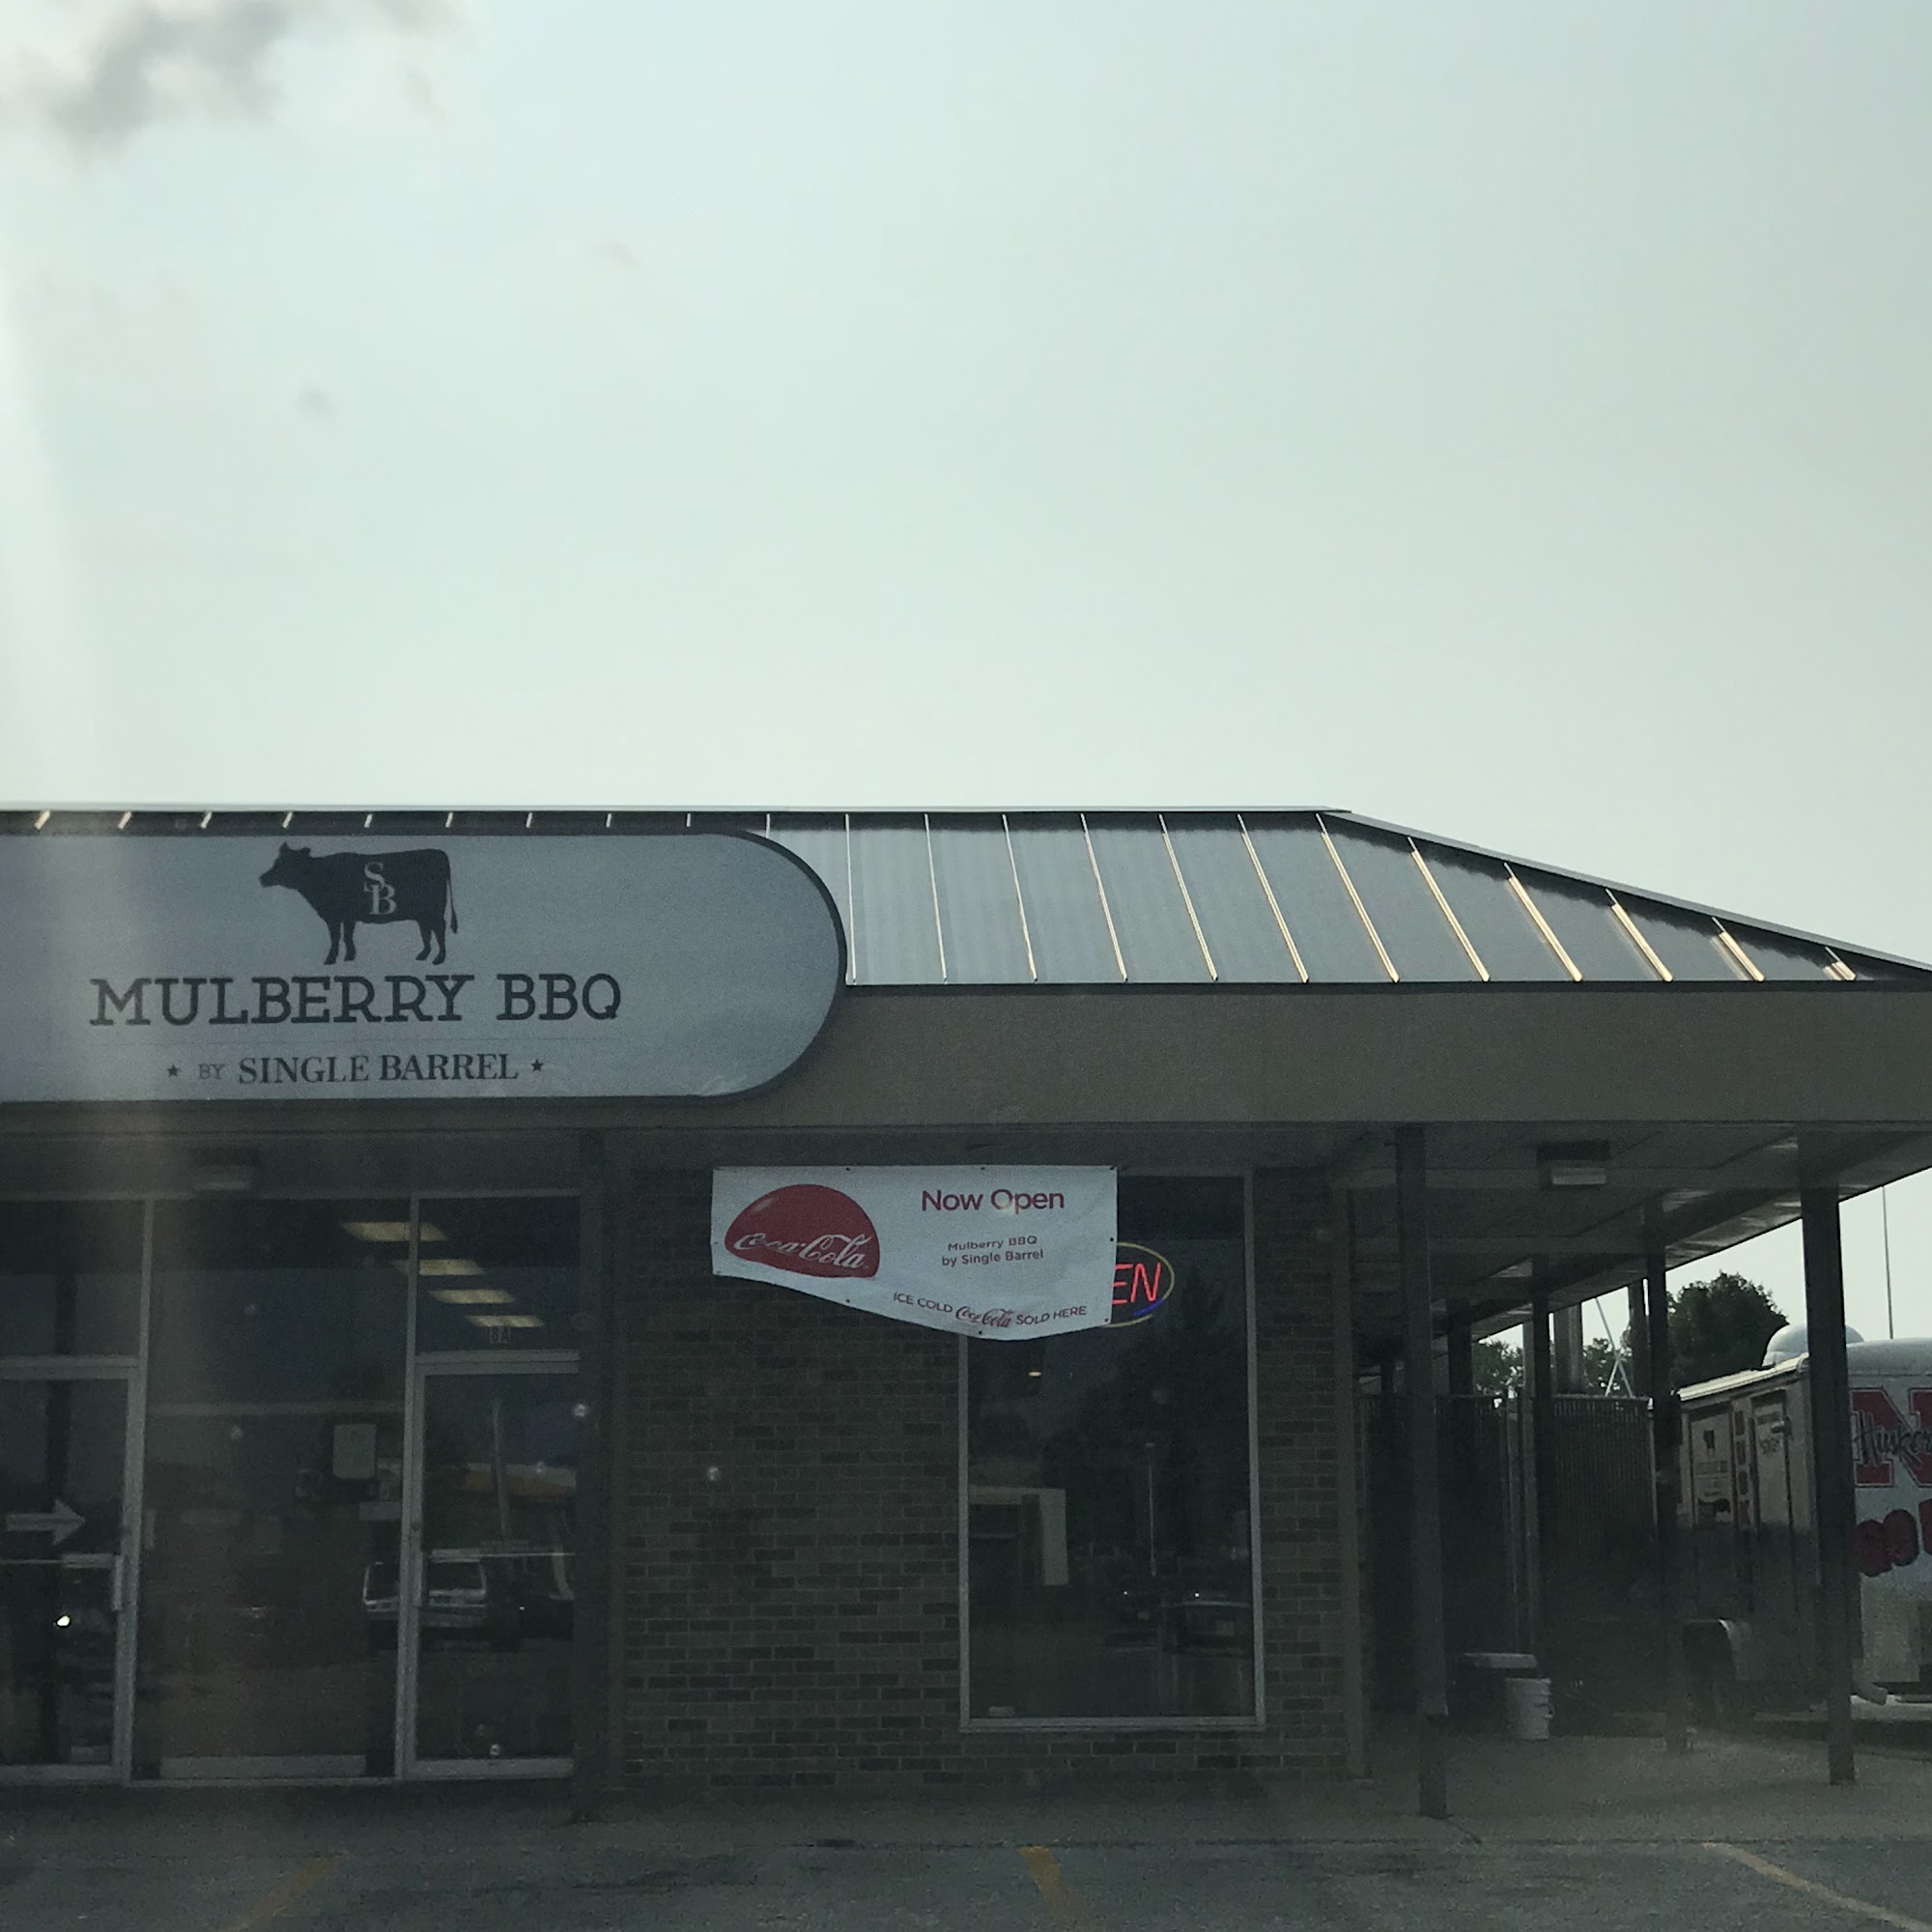 SB
MULBERRY BBQ
★ BY SINGLE BARREL ★
Coca-Cola
Now Open
Mulberry BBQ
by Single Barrel
ICE COLD Coca-Cola SOLD HERE
EN
N
Huskers